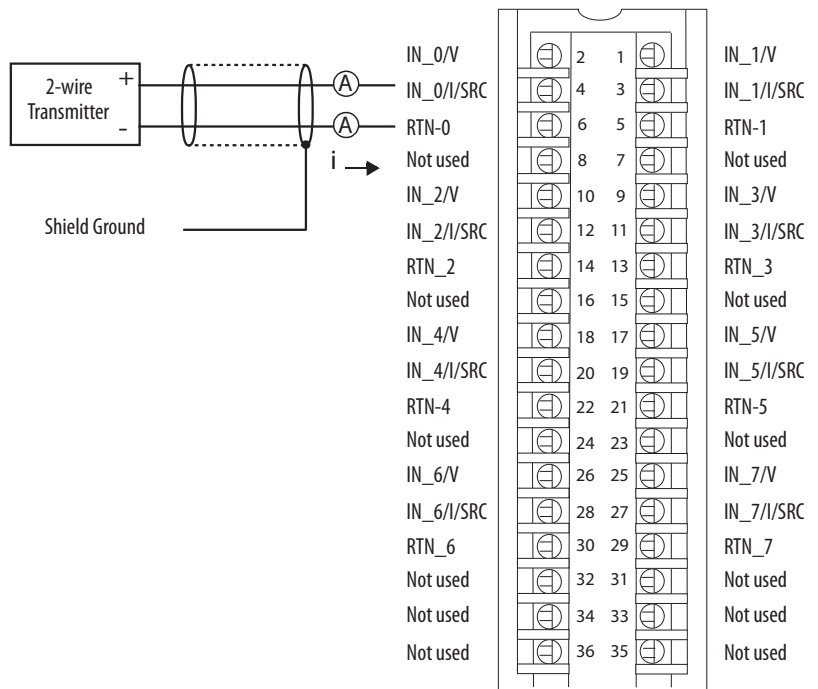 IN_0/V 2 1 IN_1/V
2-wire + A IN_0/I/SRC 4 3 IN_1/I/SRC
Transmitter - A RTN-0 6 5 RTN-1
i Not used 8 7 Not used
IN_2/V 10 9 IN_3/V
Shield Ground IN_2/I/SRC 12 11 IN_3/I/SRC
RTN_2 14 13 RTN_3
Not used 16 15 Not used
IN_4/V 18 17 IN_5/V
IN_4/I/SRC 20 19 IN_5/I/SRC
RTN-4 22 21 RTN-5
Not used 24 23 Not used
IN_6/V 26 25 IN_7/V
IN_6/I/SRC 28 27 IN_7/I/SRC
RTN_6 30 29 RTN_7
Not used 32 31 Not used
Not used 34 33 Not used
Not used 36 35 Not used